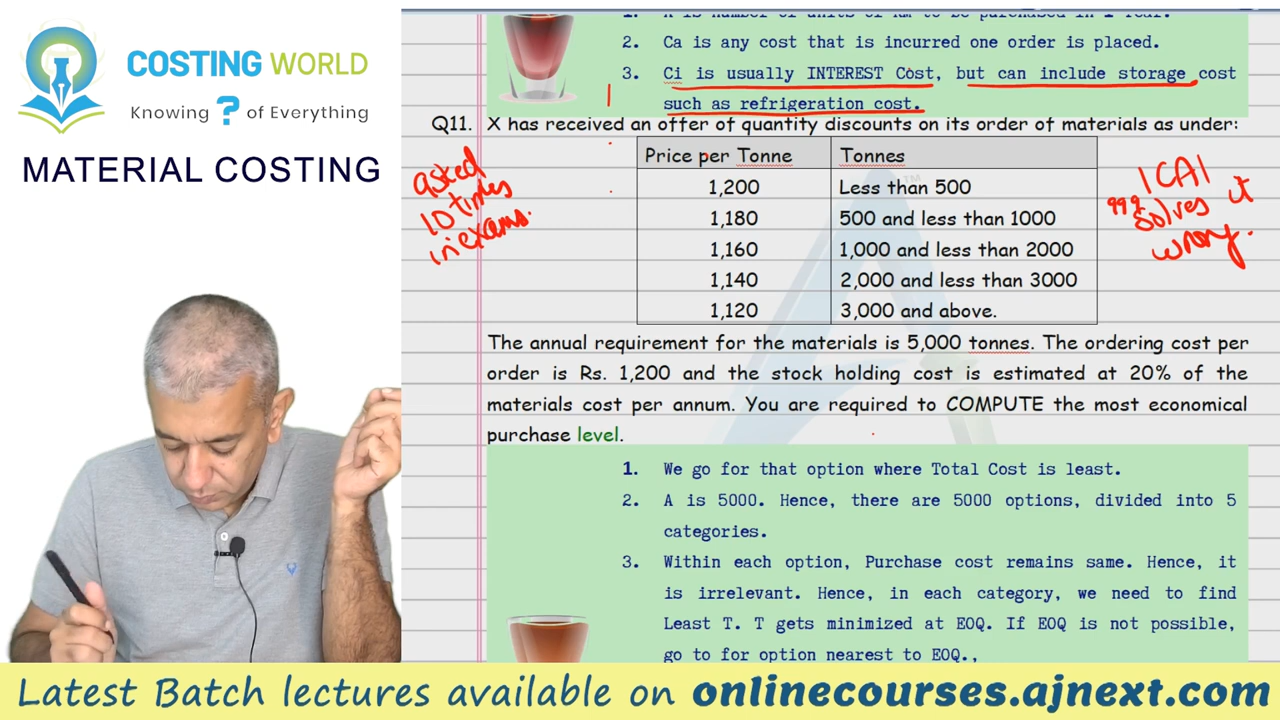 COSTING WORLD
Knowing ? of Everything
MATERIAL COSTING
2. Ca is any cost that is incurred one order is placed.
3. Ci is usually INTEREST Cost, but can include storage cost
such as refrigeration cost.
Q11. X has received an offer of quantity discounts on its order of materials as under:
Price per Tonne Tonnes
1,200 Less than 500
1,180 500 and less than 1000
1,160 1,000 and less than 2000
1,140 2,000 and less than 3000
1,120 3,000 and above.
asked
10 times
in exams.
ICAI
99%
solves it
wrong.
The annual requirement for the materials is 5,000 tonnes. The ordering cost per
order is Rs. 1,200 and the stock holding cost is estimated at 20% of the
materials cost per annum. You are required to COMPUTE the most economical
purchase level.
1. We go for that option where Total Cost is least.
2. A is 5000. Hence, there are 5000 options, divided into 5
categories.
3. Within each option, Purchase cost remains same. Hence, it
is irrelevant. Hence, in each category, we need to find
Least T. T gets minimized at EOQ. If EOQ is not possible,
go to for option nearest to EOQ.,
Latest Batch lectures available on onlinecourses.ajnext.com